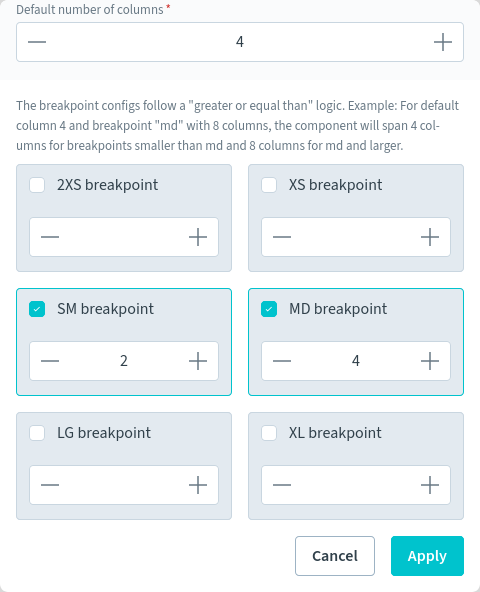 Default number of columns *
4
The breakpoint configs follow a "greater or equal than" logic. Example: For default
column 4 and breakpoint "md" with 8 columns, the component will span 4 col-
umns for breakpoints smaller than md and 8 columns for md and larger.
2XS breakpoint
XS breakpoint
SM breakpoint
2
MD breakpoint
4
LG breakpoint
XL breakpoint
Cancel
Apply